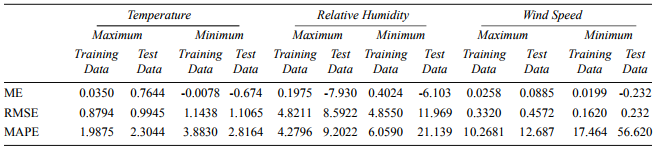 Temperature Relative Humidity Wind Speed
Maximum Minimum Maximum Minimum Maximum Minimum
Training Test Training Test Training Test Training Test Training Test Training Test
Data Data Data Data Data Data Data Data Data Data Data Data
ME 0.0350 0.7644 -0.0078 -0.674 0.1975 -7.930 0.4024 -6.103 0.0258 0.0885 0.0199 -0.232
RMSE 0.8794 0.9945 1.1438 1.1065 4.8211 8.5922 4.8550 11.969 0.3320 0.4572 0.1620 0.232
MAPE 1.9875 2.3044 3.8830 2.8164 4.2796 9.2022 6.0590 21.139 10.2681 12.687 17.464 56.620